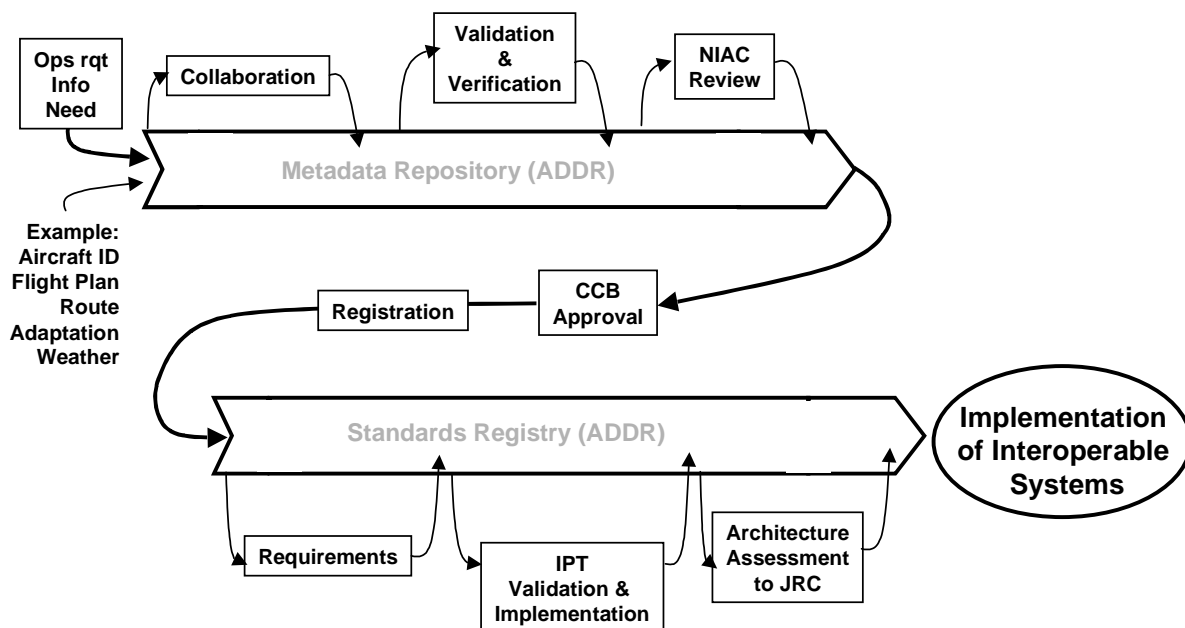 Ops rqt
Info
Need
Collaboration
Validation
&
Verification
NIAC
Review
Metadata Repository (ADDR)
Example:
Aircraft ID
Flight Plan
Route
Adaptation
Weather
Registration
CCB
Approval
Standards Registry (ADDR)
Implementation
of Interoperable
Systems
Requirements
IPT
Validation &
Implementation
Architecture
Assessment
to JRC